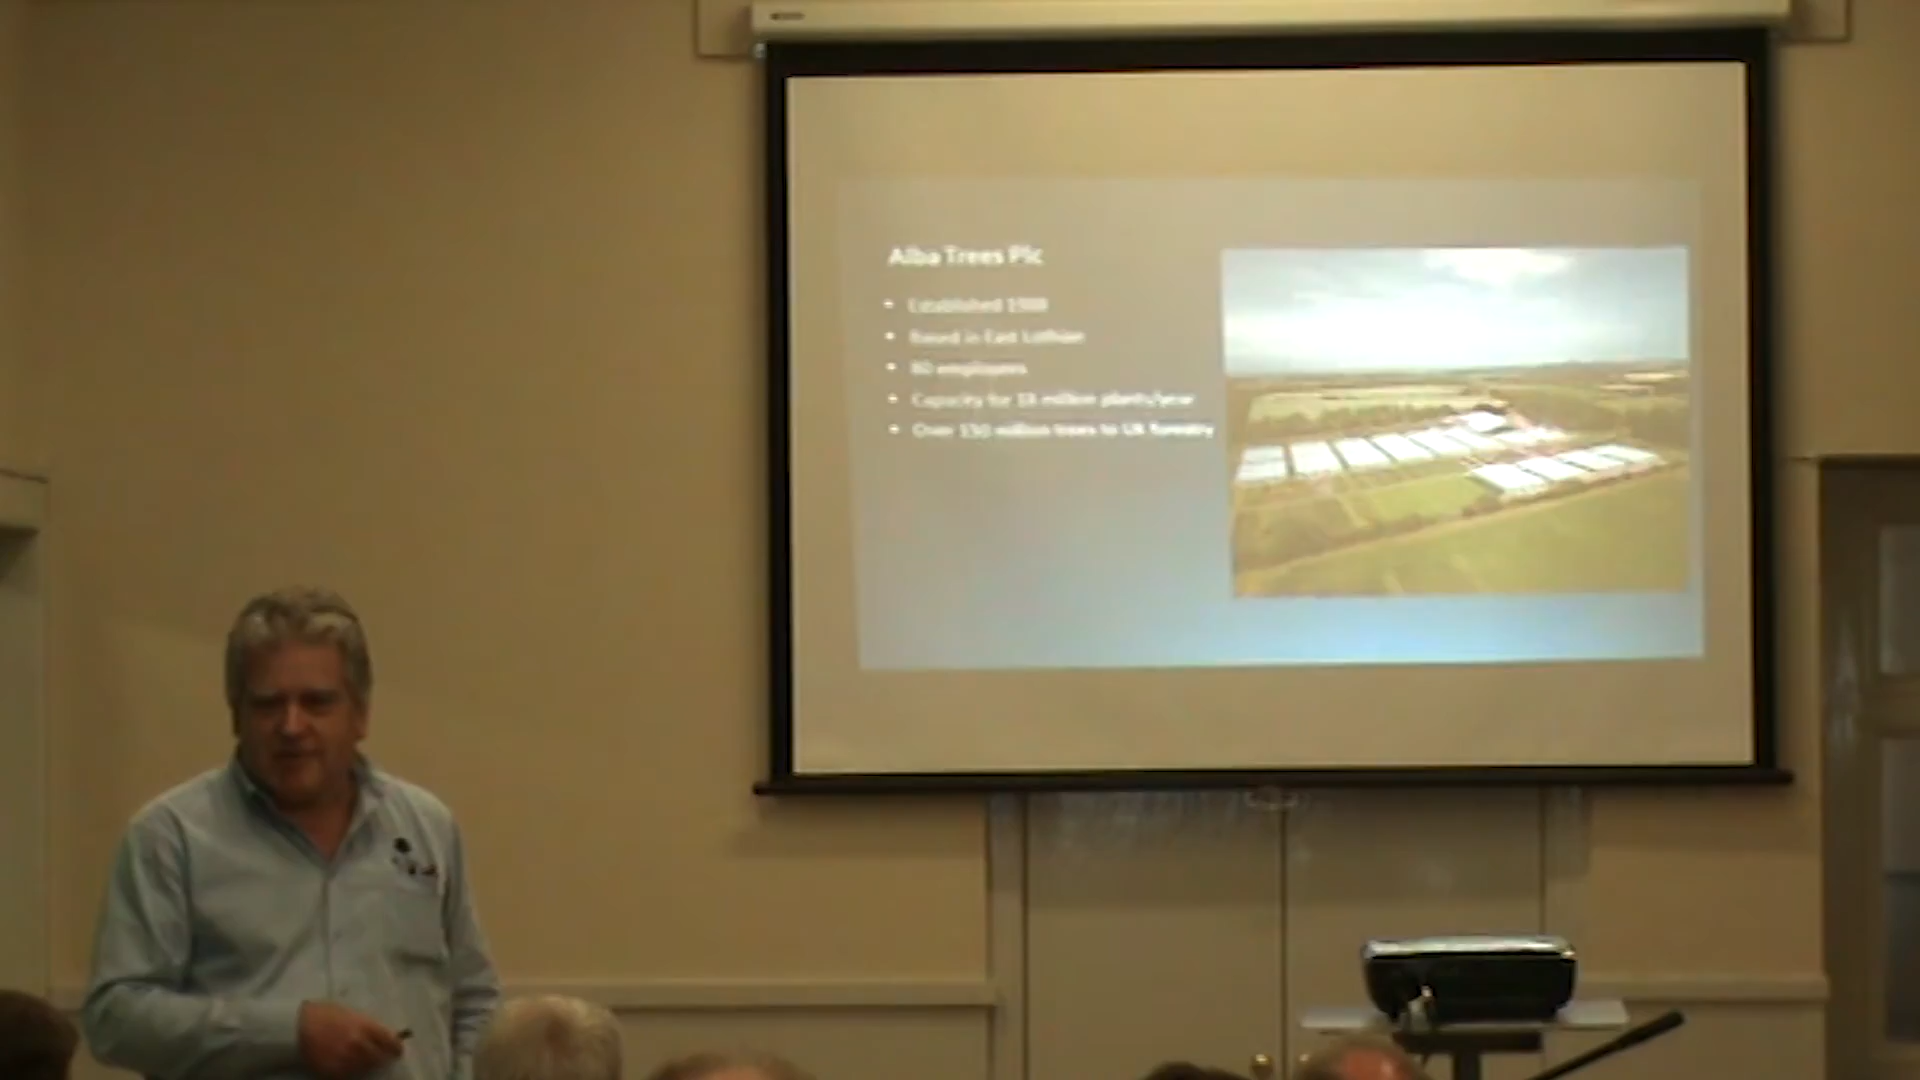 Alba Trees Plc
• Established 1988
• Based in East Lothian
• 80 employees
• Capacity for 18 million plants/year
• Over 150 million trees to UK forestry